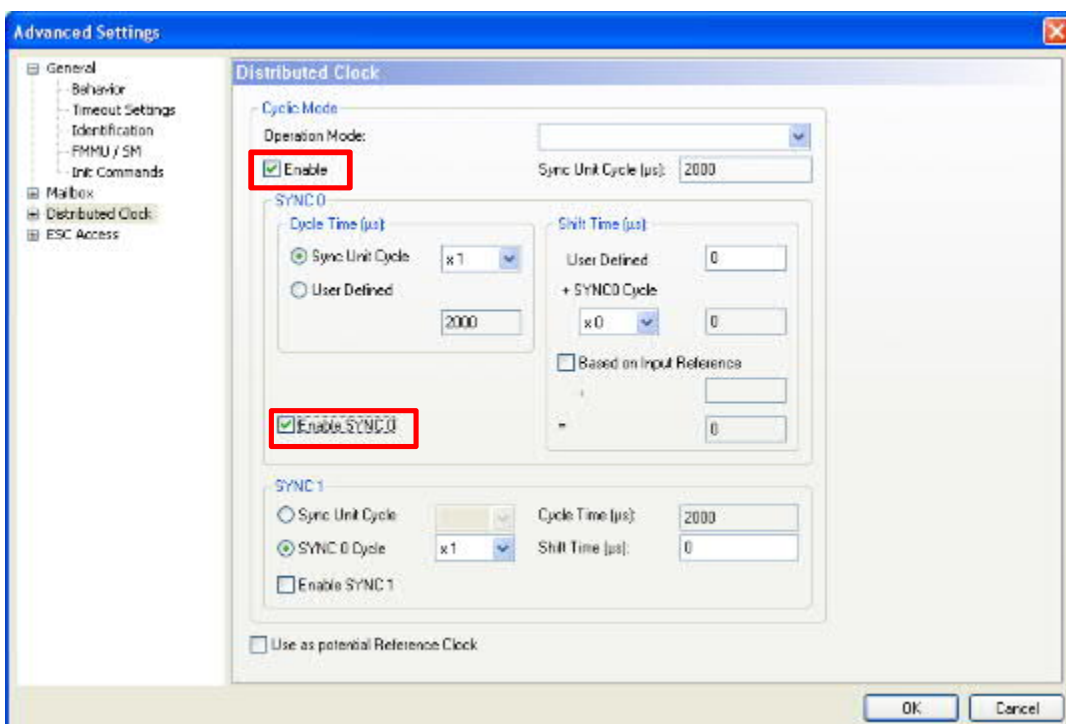 Advanced Settings
General
Behavior
Timeout Settings
Identification
FMMU / SM
Init Commands
Mailbox
Distributed Clock
ESC Access
Distributed Clock
Cyclic Mode
Operation Mode:
Enable
Sync Unit Cycle (µs):
2000
SYNC 0
Cycle Time (µs)
Sync Unit Cycle
x 1
User Defined
2000
Enable SYNC 0
Shift Time (µs)
User Defined
0
+ SYNC0 Cycle
x 0
0
Based on Input Reference
+
=
0
SYNC 1
Sync Unit Cycle
Cycle Time (µs):
2000
SYNC 0 Cycle
x 1
Shift Time (µs):
0
Enable SYNC 1
Use as potential Reference Clock
OK
Cancel